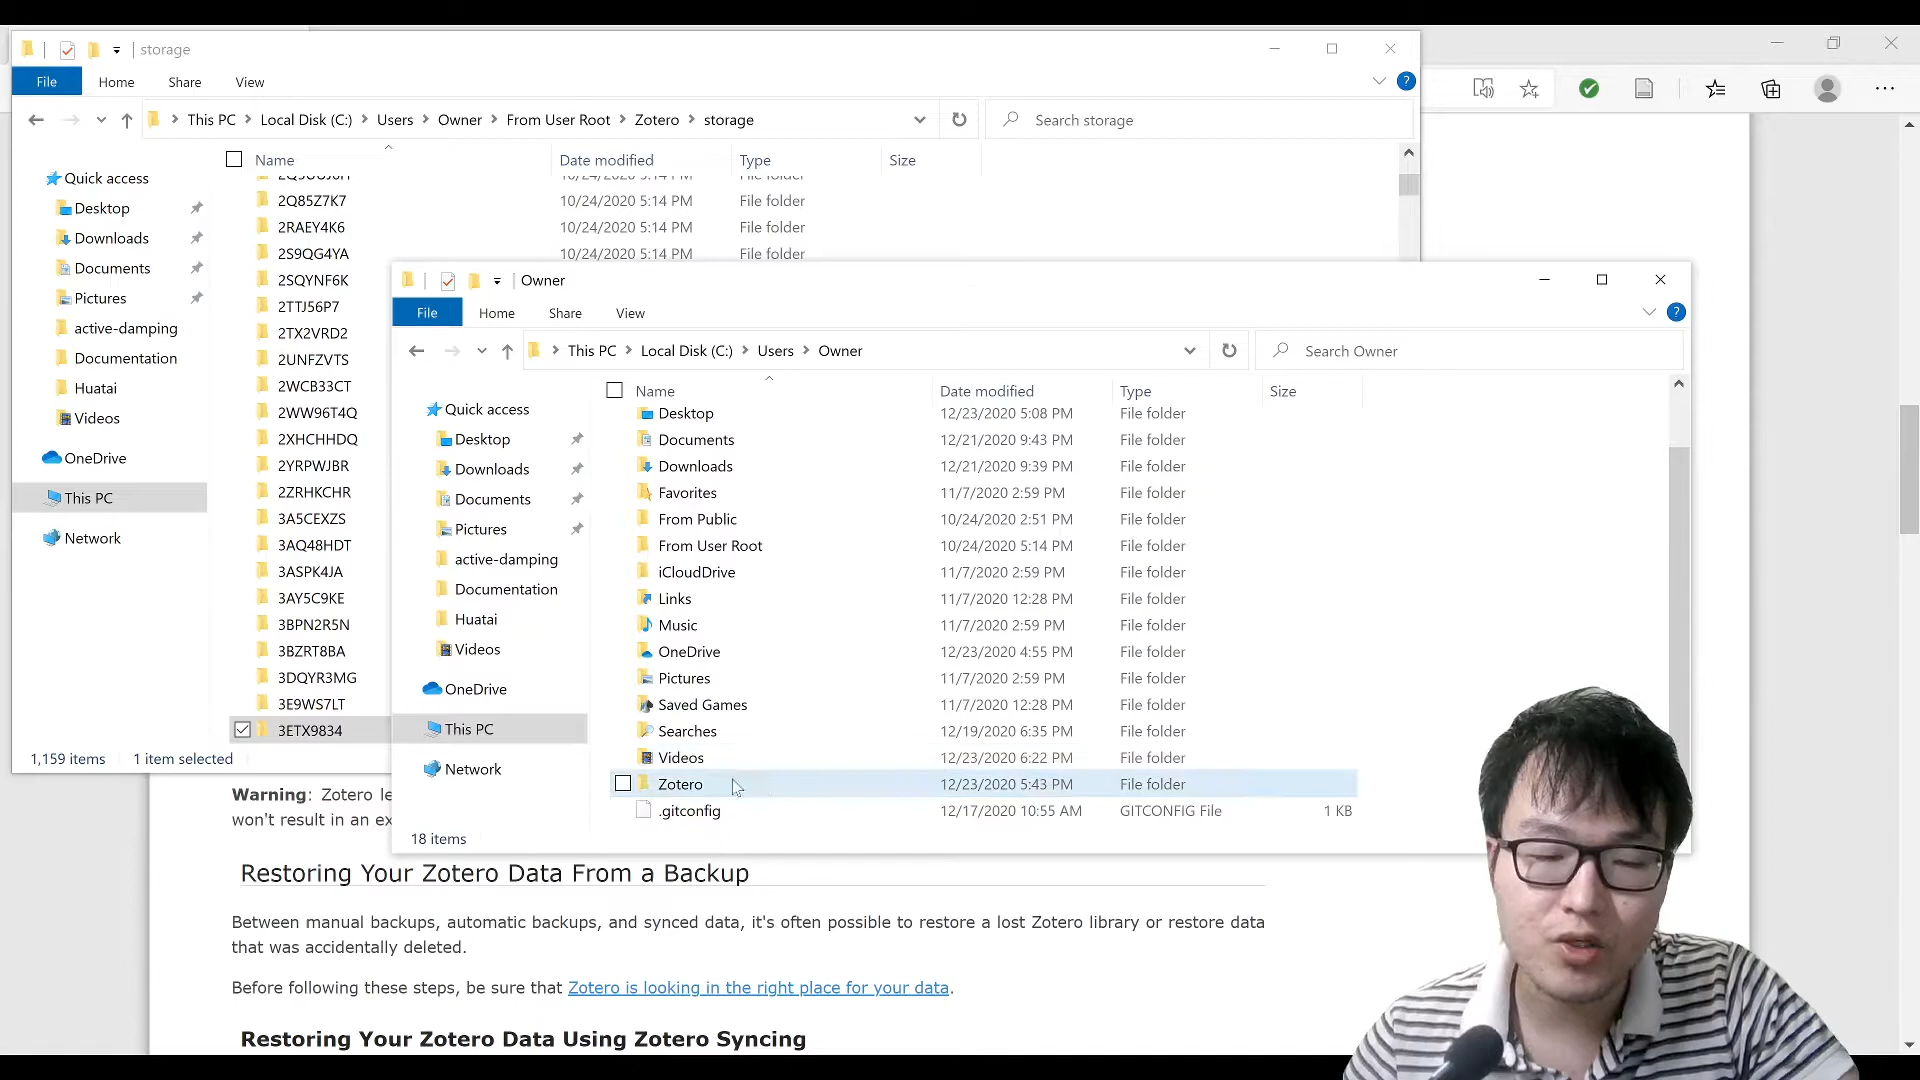 storage
File Home Share View
This PC > Local Disk (C:) > Users > Owner > From User Root > Zotero > storage
Search storage
Name Date modified Type Size
Quick access
Desktop
Downloads
Documents
Pictures
active-damping
Documentation
Huatai
Videos
OneDrive
This PC
Network
2Q85Z7K7 10/24/2020 5:14 PM File folder
2RAEY4K6 10/24/2020 5:14 PM File folder
2S9QG4YA 10/24/2020 5:14 PM File folder
2SQYNF6K
2TTJ56P7
2TX2VRD2
2UNFZVTS
2WCB33CT
2WW96T4Q
2XHCHHDQ
2YRPWJBR
2ZRHKCHR
3A5CEXZS
3AQ48HDT
3ASPK4JA
3AY5C9KE
3BPN2R5N
3BZRT8BA
3DQYR3MG
3E9WS7LT
3ETX9834
1,159 items 1 item selected
Owner
File Home Share View
This PC > Local Disk (C:) > Users > Owner
Search Owner
Name Date modified Type Size
Quick access
Desktop
Downloads
Documents
Pictures
active-damping
Documentation
Huatai
Videos
OneDrive
This PC
Network
Desktop 12/23/2020 5:08 PM File folder
Documents 12/21/2020 9:43 PM File folder
Downloads 12/21/2020 9:39 PM File folder
Favorites 11/7/2020 2:59 PM File folder
From Public 10/24/2020 2:51 PM File folder
From User Root 10/24/2020 5:14 PM File folder
iCloudDrive 11/7/2020 2:59 PM File folder
Links 11/7/2020 12:28 PM File folder
Music 11/7/2020 2:59 PM File folder
OneDrive 12/23/2020 4:55 PM File folder
Pictures 11/7/2020 2:59 PM File folder
Saved Games 11/7/2020 12:28 PM File folder
Searches 12/19/2020 6:35 PM File folder
Videos 12/23/2020 6:22 PM File folder
Zotero 12/23/2020 5:43 PM File folder
.gitconfig 12/17/2020 10:55 AM GITCONFIG File 1 KB
18 items
Warning: Zotero le
won't result in an ex
Restoring Your Zotero Data From a Backup
Between manual backups, automatic backups, and synced data, it's often possible to restore a lost Zotero library or restore data
that was accidentally deleted.
Before following these steps, be sure that Zotero is looking in the right place for your data.
Restoring Your Zotero Data Using Zotero Syncing